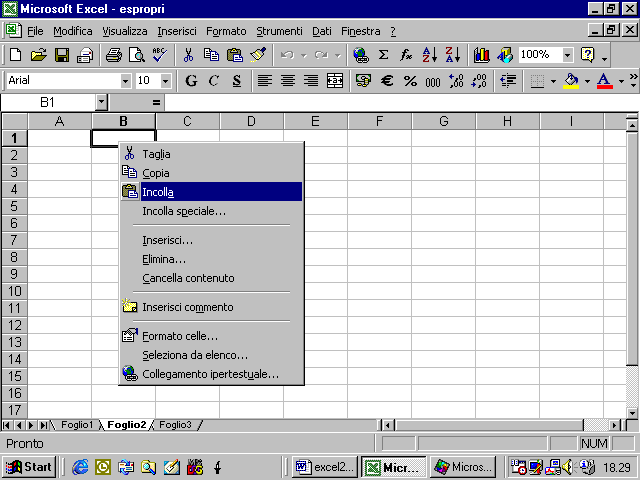 Microsoft Excel - espropri
File Modifica Visualizza Inserisci Formato Strumenti Dati Finestra ?
100%
Arial 10 G C S € % 000
B1 =
A B C D E F G H I
1
2
3
4
5
6
7
8
9
10
11
12
13
14
15
16
17
Taglia
Copia
Incolla
Incolla speciale...
Inserisci...
Elimina...
Cancella contenuto
Inserisci commento
Formato celle...
Seleziona da elenco...
Collegamento ipertestuale...
Foglio1 Foglio2 Foglio3
Pronto NUM
Start excel2... Micr... Micros... 18.29